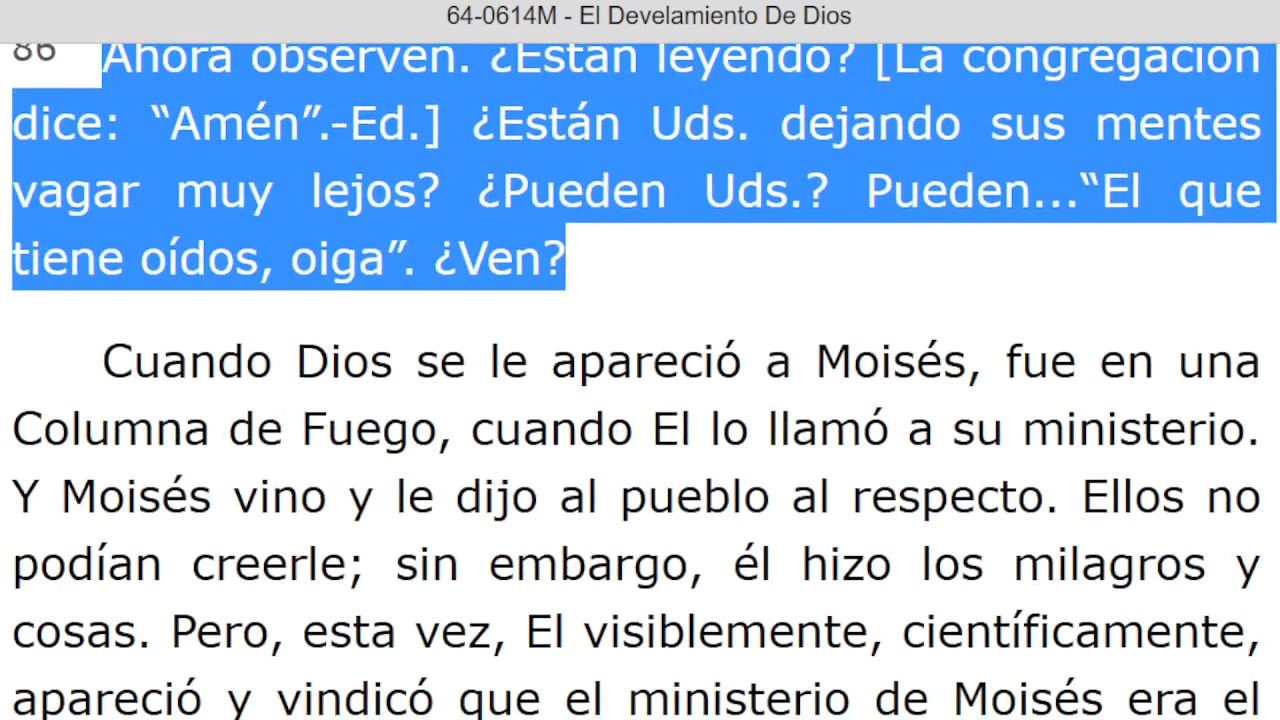 64-0614M - El Develamiento De Dios
86 Ahora observen. ¿Están leyendo? [La congregación
dice: “Amén”.-Ed.] ¿Están Uds. dejando sus mentes
vagar muy lejos? ¿Pueden Uds.? Pueden...“El que
tiene oídos, oiga”. ¿Ven?
Cuando Dios se le apareció a Moisés, fue en una
Columna de Fuego, cuando El lo llamó a su ministerio.
Y Moisés vino y le dijo al pueblo al respecto. Ellos no
podían creerle; sin embargo, él hizo los milagros y
cosas. Pero, esta vez, El visiblemente, científicamente,
apareció y vindicó que el ministerio de Moisés era el